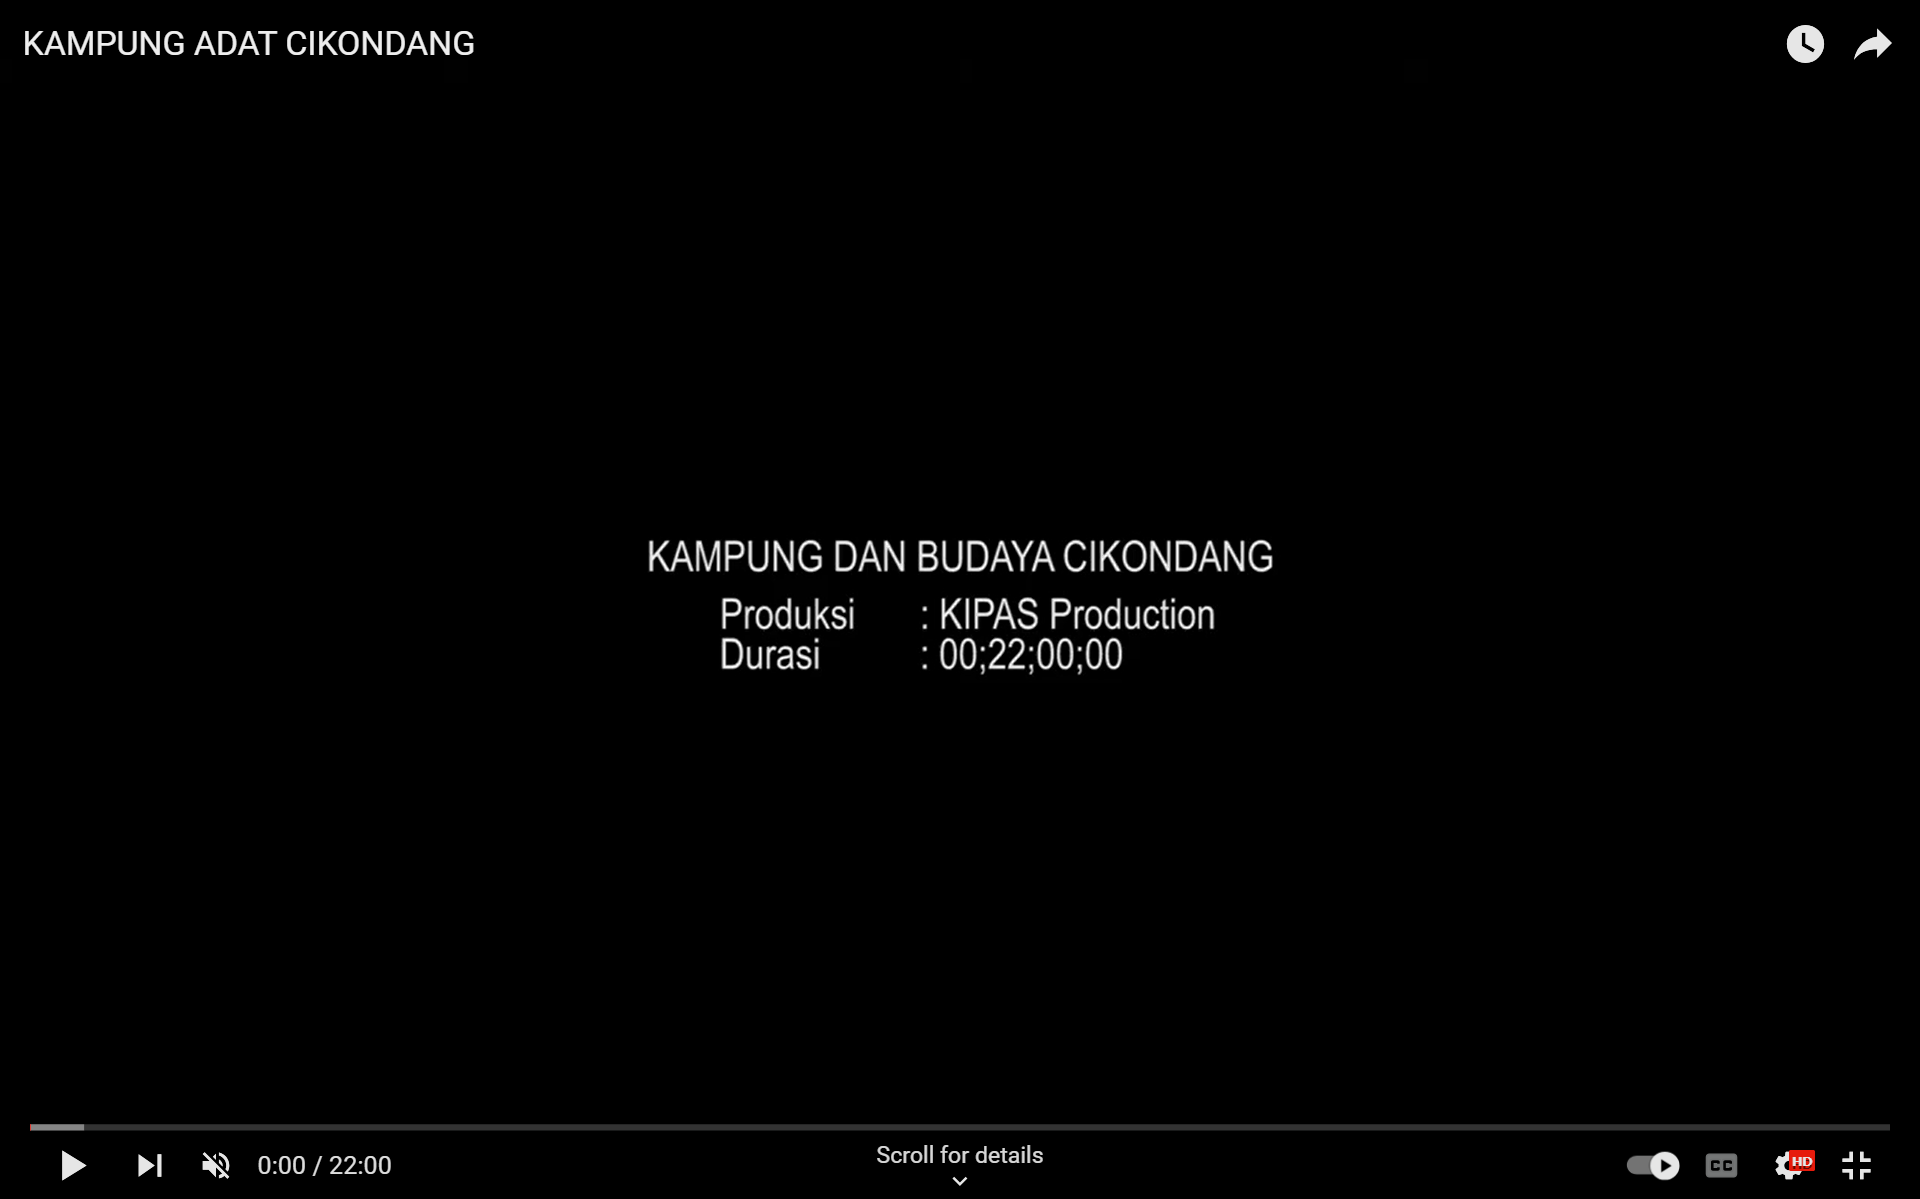 KAMPUNG ADAT CIKONDANG
KAMPUNG DAN BUDAYA CIKONDANG
Produksi : KIPAS Production
Durasi : 00;22;00;00
0:00 / 22:00
Scroll for details
CC
HD